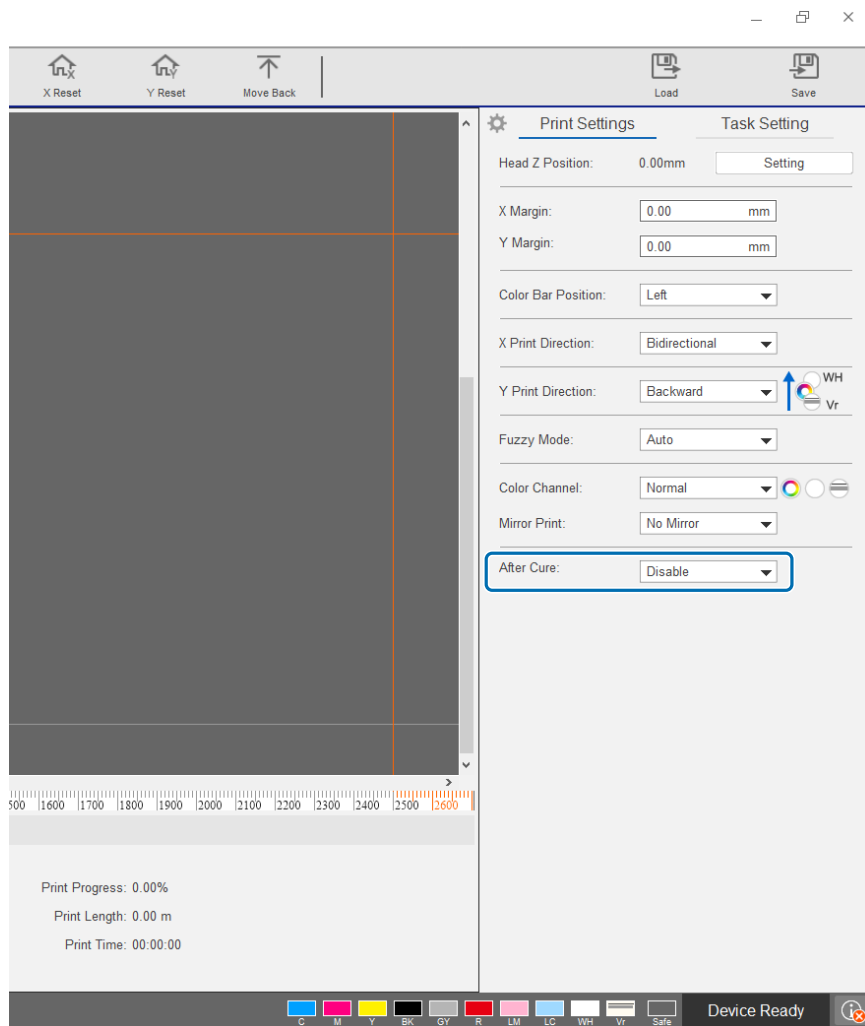 X Reset
Y Reset
Move Back
Load
Save
Print Settings
Task Setting
Head Z Position: 0.00mm Setting
X Margin: 0.00 mm
Y Margin: 0.00 mm
Color Bar Position: Left
X Print Direction: Bidirectional
Y Print Direction: Backward WH
Vr
Fuzzy Mode: Auto
Color Channel: Normal
Mirror Print: No Mirror
After Cure: Disable
500 1600 1700 1800 1900 2000 2100 2200 2300 2400 2500 2600
Print Progress: 0.00%
Print Length: 0.00 m
Print Time: 00:00:00
C M Y BK GY R LM LC WH Vr Safe Device Ready